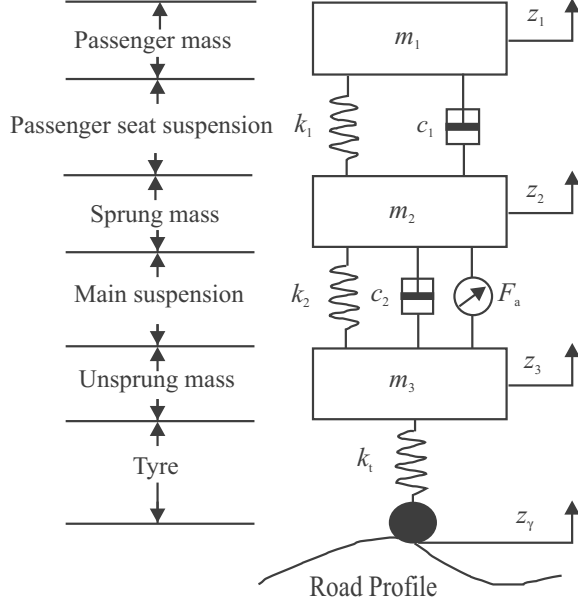 Passenger mass
m₁
z₁
Passenger seat suspension
k₁
c₁
Sprung mass
m₂
z₂
Main suspension
k₂
c₂
Fₐ
Unsprung mass
m₃
z₃
Tyre
kₜ
zᵧ
Road Profile